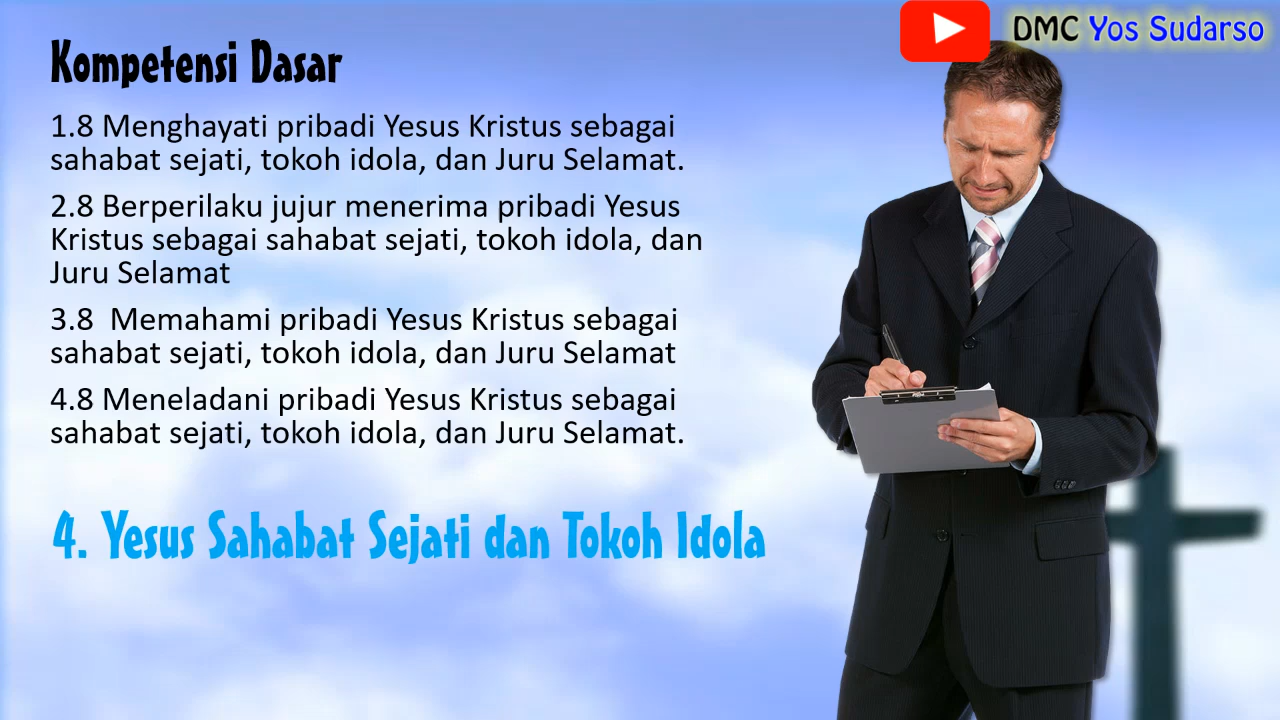 DMC Yos Sudarso
Kompetensi Dasar
1.8 Menghayati pribadi Yesus Kristus sebagai
sahabat sejati, tokoh idola, dan Juru Selamat.
2.8 Berperilaku jujur menerima pribadi Yesus
Kristus sebagai sahabat sejati, tokoh idola, dan
Juru Selamat
3.8  Memahami pribadi Yesus Kristus sebagai
sahabat sejati, tokoh idola, dan Juru Selamat
4.8 Meneladani pribadi Yesus Kristus sebagai
sahabat sejati, tokoh idola, dan Juru Selamat.
4. Yesus Sahabat Sejati dan Tokoh Idola